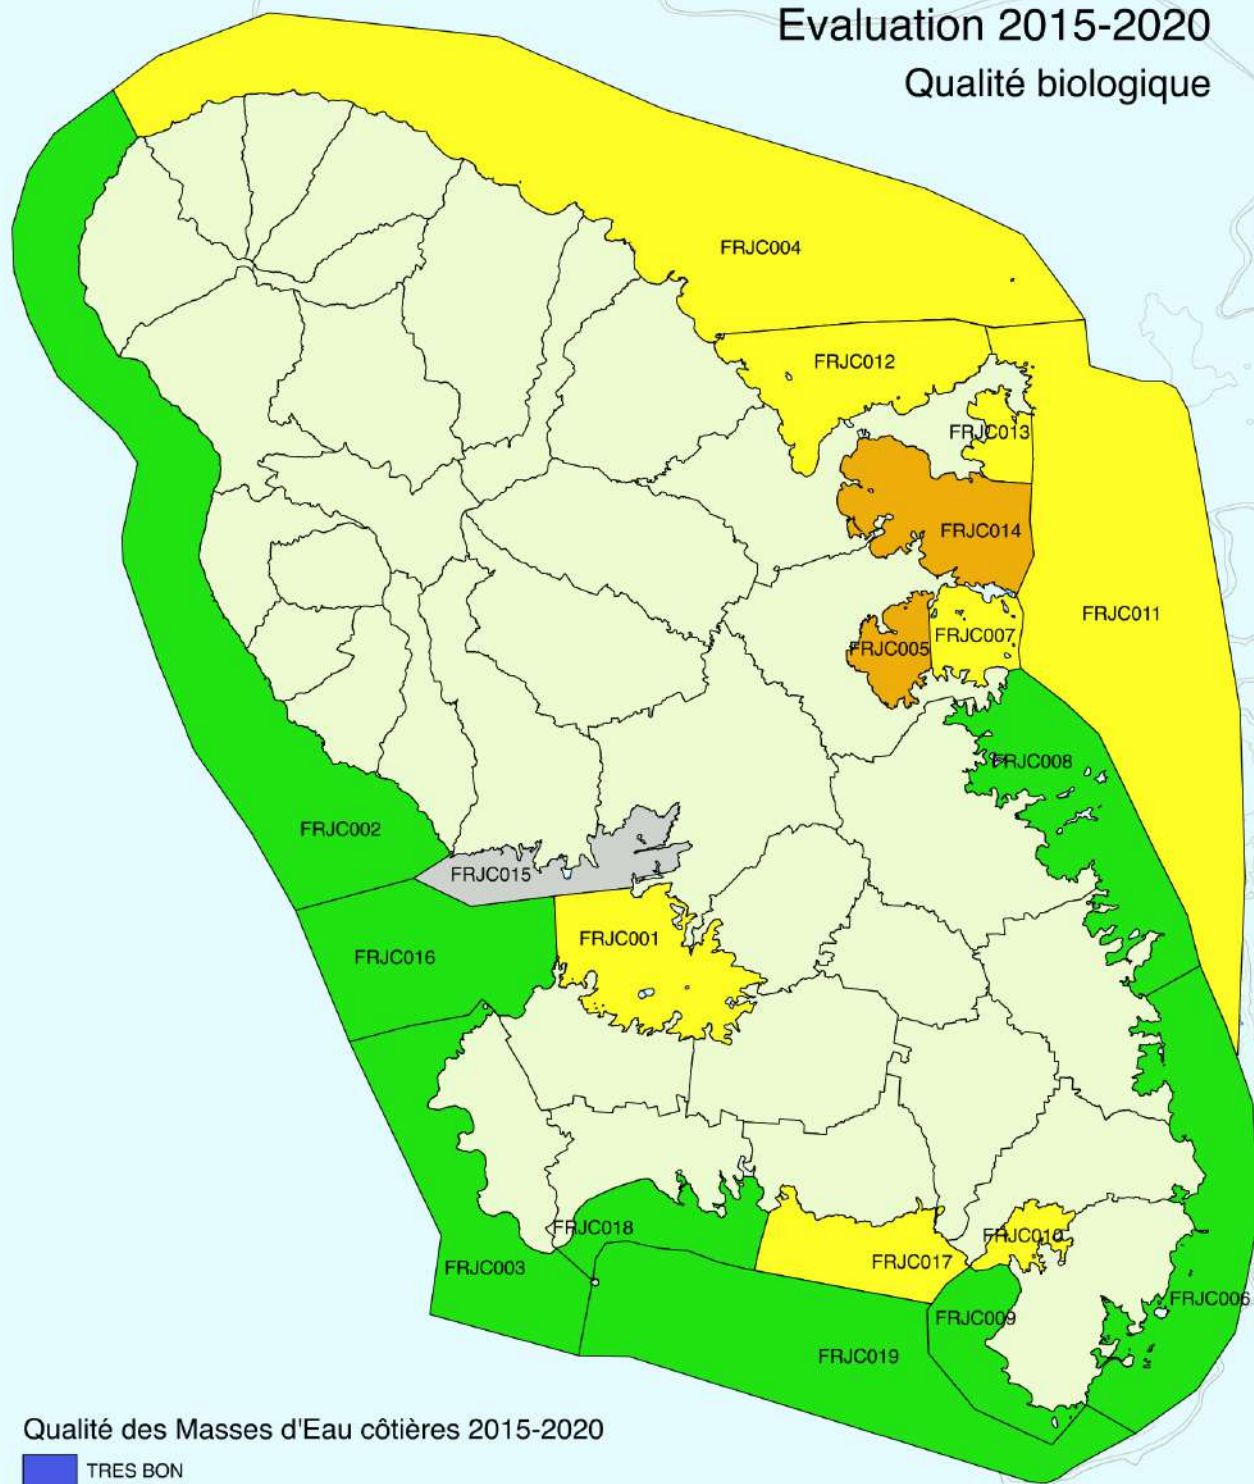 Evaluation 2015-2020
Qualité biologique
FRJC004
FRJC012
FRJC013
FRJC014
FRJC011
FRJC005
FRJC007
FRJC008
FRJC002
FRJC015
FRJC001
FRJC016
FRJC018
FRJC010
FRJC017
FRJC003
FRJC006
FRJC009
FRJC019
Qualité des Masses d'Eau côtières 2015-2020
TRES BON